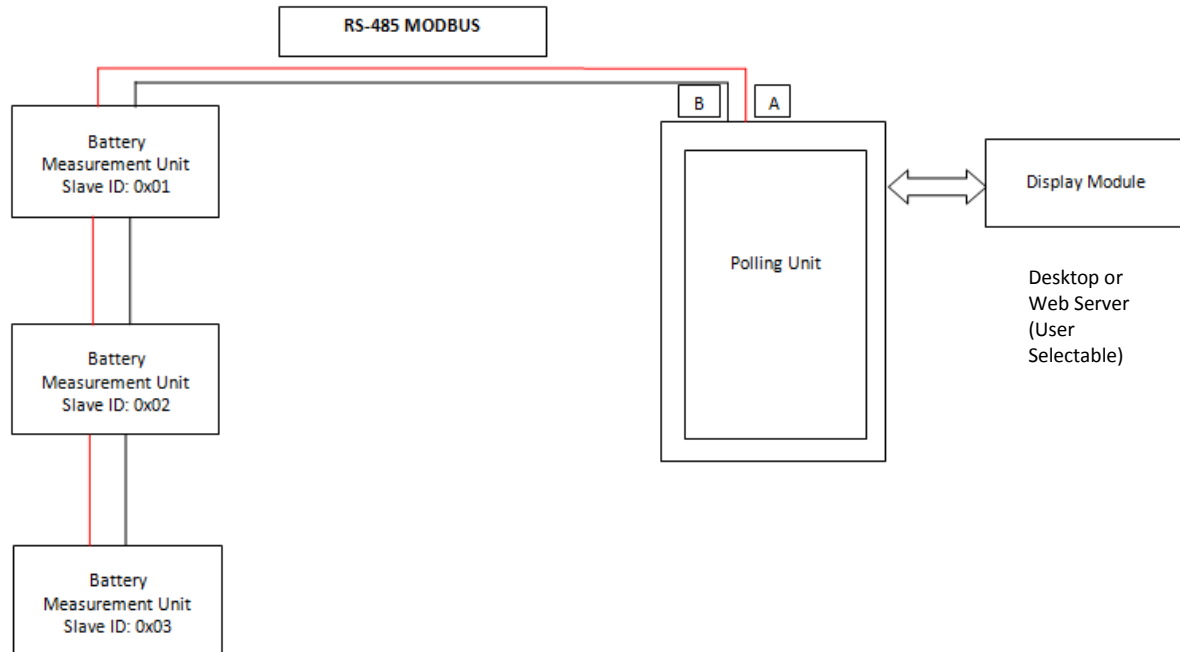 RS-485 MODBUS
B
A
Battery
Measurement Unit
Slave ID: 0x01
Polling Unit
Display Module
Desktop or
Web Server
(User
Selectable)
Battery
Measurement Unit
Slave ID: 0x02
Battery
Measurement Unit
Slave ID: 0x03